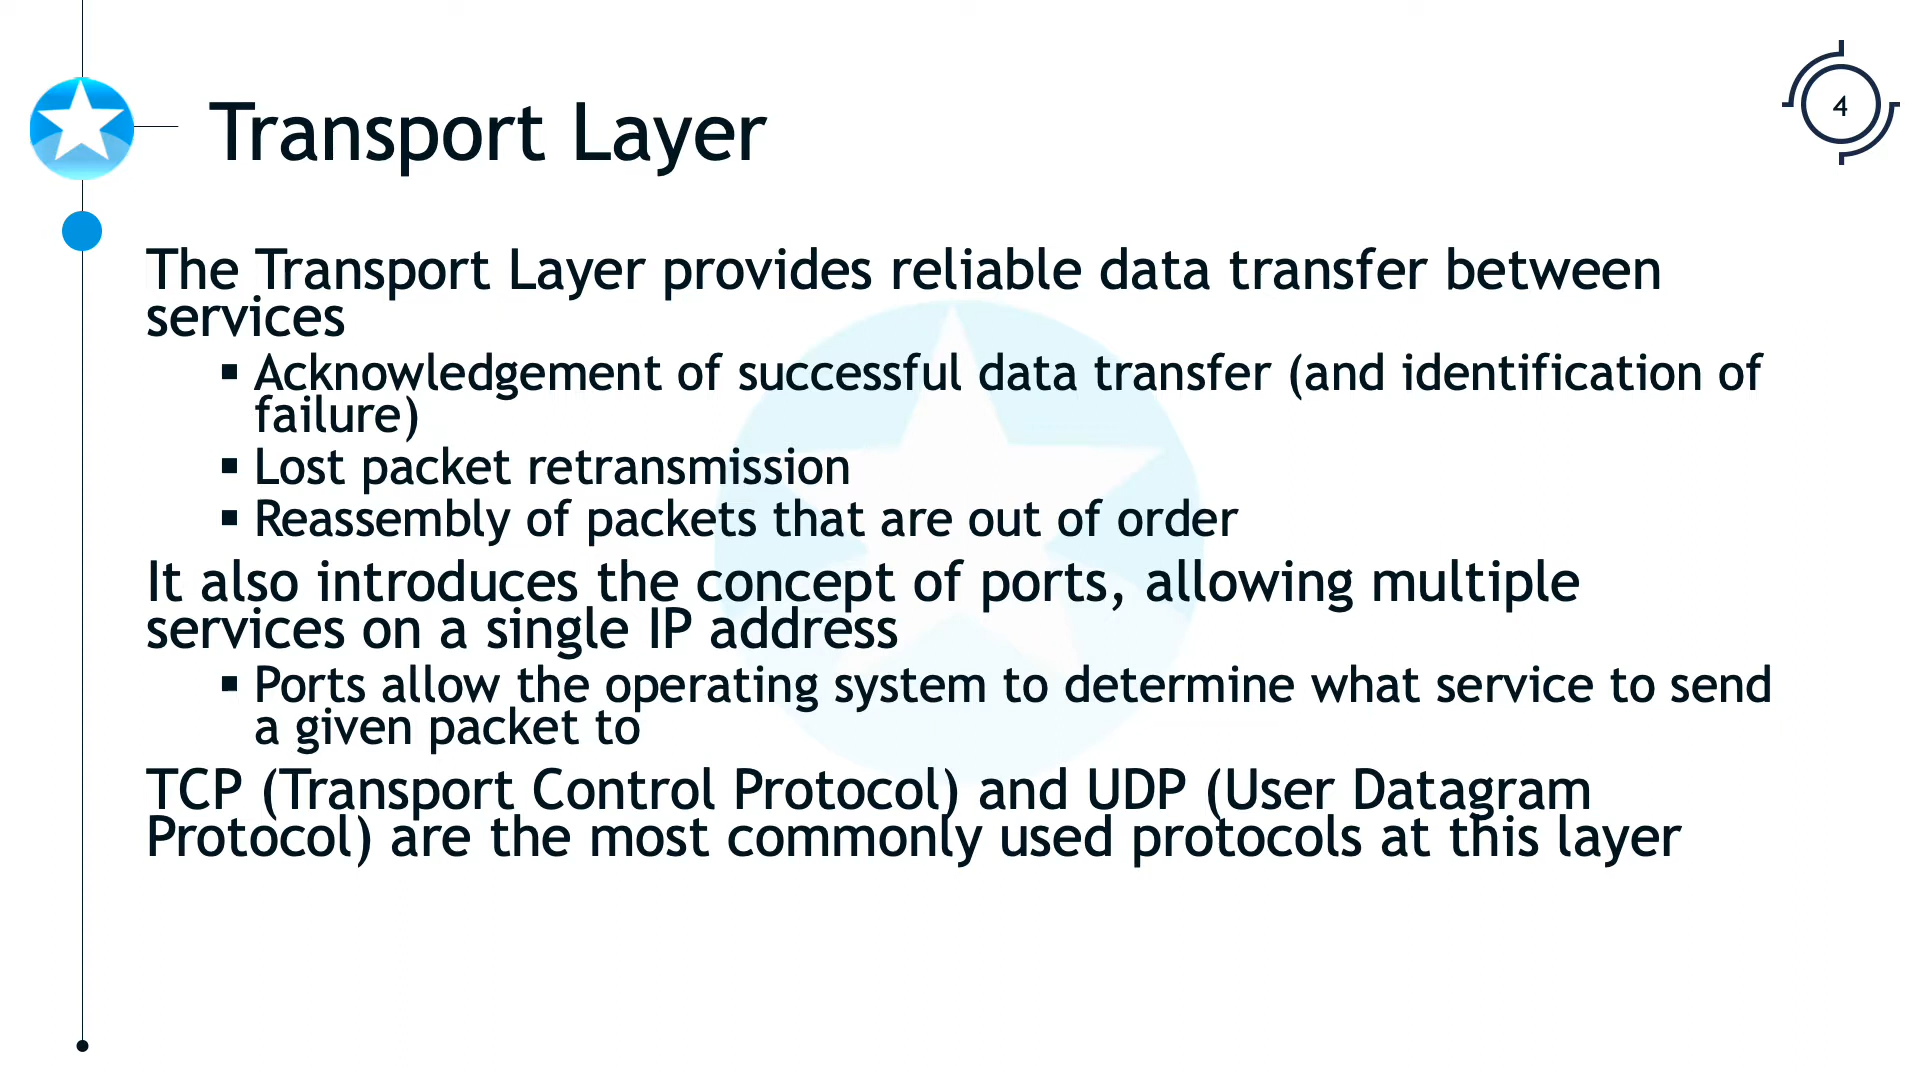 Transport Layer
4
The Transport Layer provides reliable data transfer between
services
▪ Acknowledgement of successful data transfer (and identification of
failure)
▪ Lost packet retransmission
▪ Reassembly of packets that are out of order
It also introduces the concept of ports, allowing multiple
services on a single IP address
▪ Ports allow the operating system to determine what service to send
a given packet to
TCP (Transport Control Protocol) and UDP (User Datagram
Protocol) are the most commonly used protocols at this layer